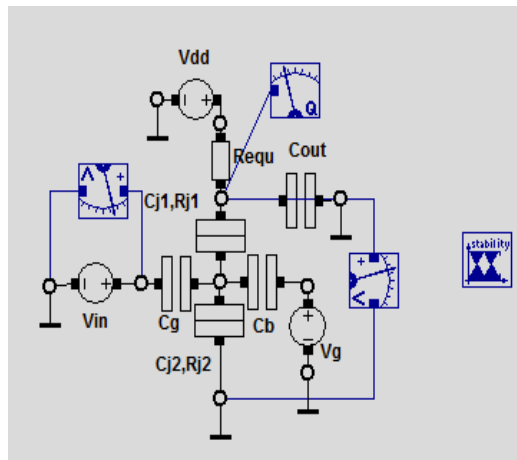 Vdd
Q
Requ
Cout
V +
Cj1,Rj1
stability
+
V
Vin
Cg
Cb
Vg
Cj2,Rj2